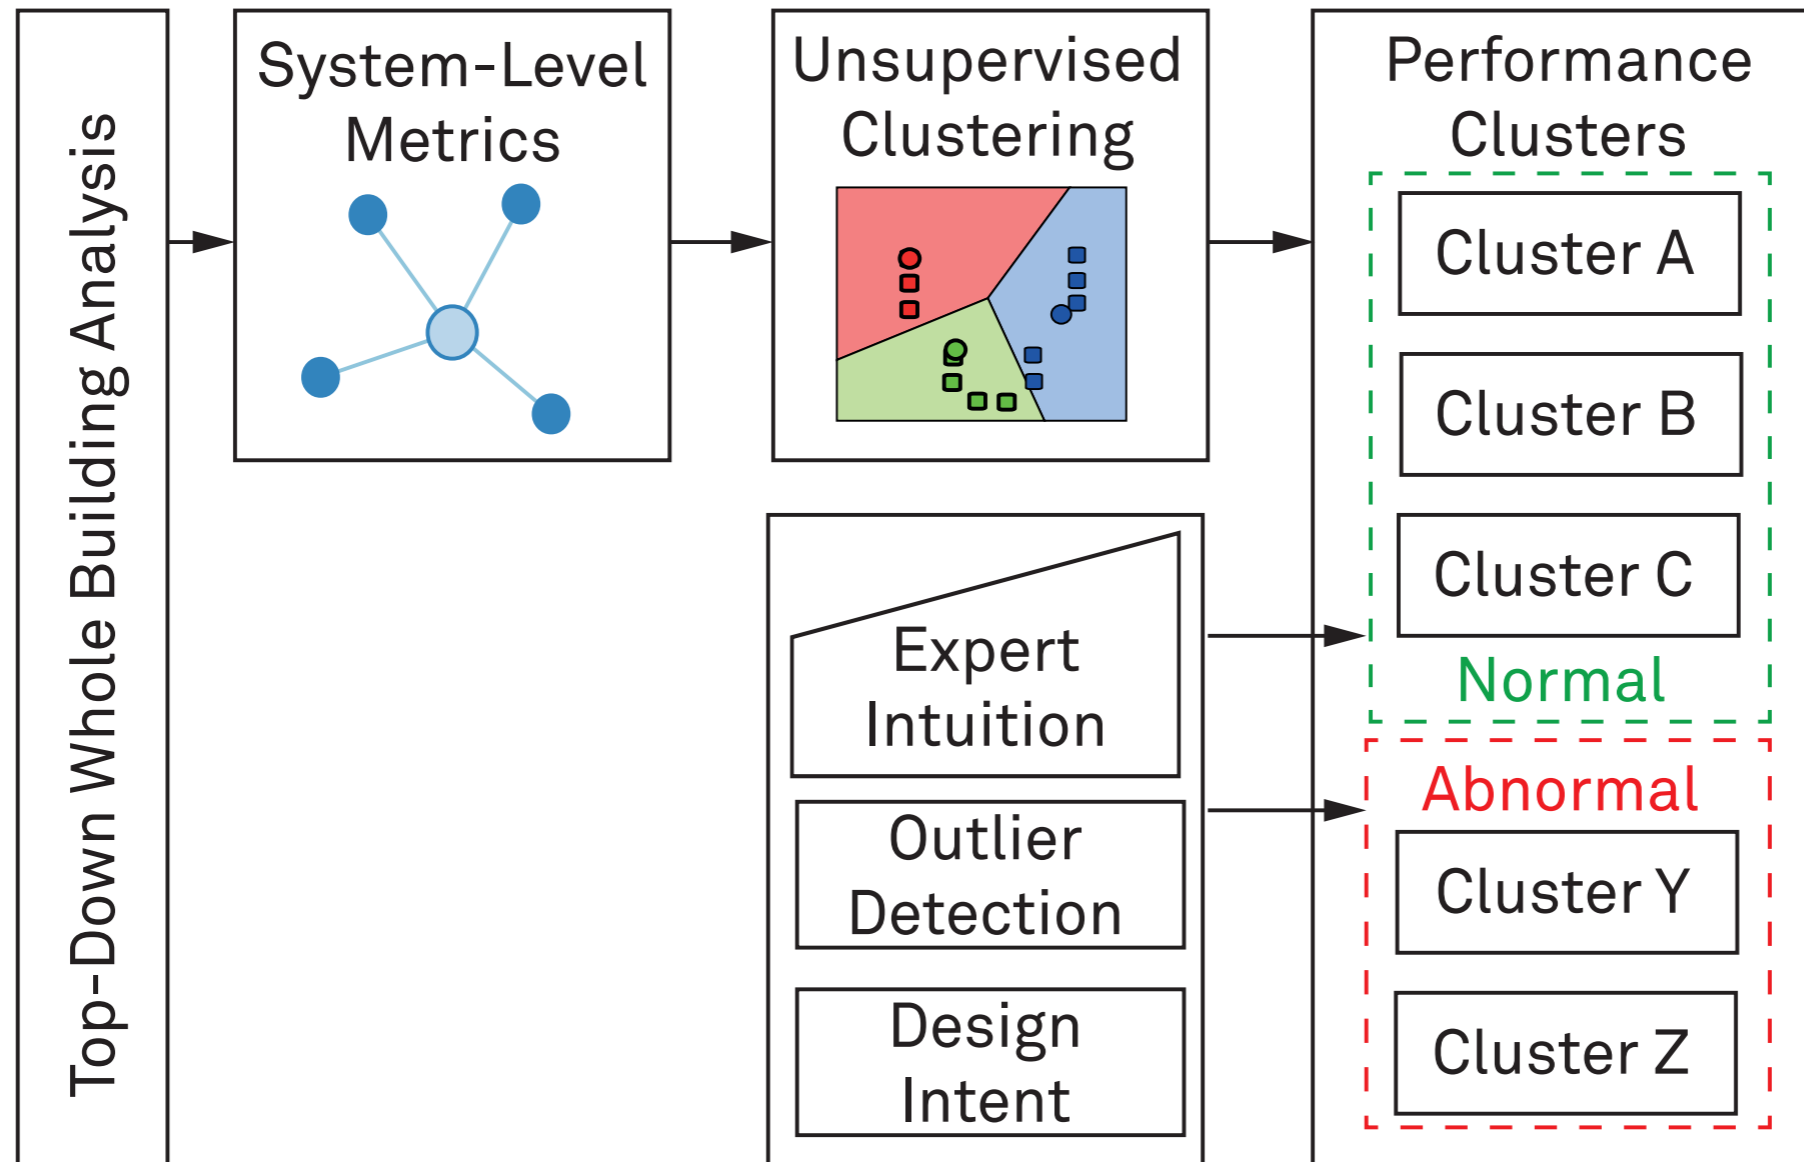 Top-Down Whole Building Analysis
System-Level
Metrics
Unsupervised
Clustering
Performance
Clusters
Cluster A
Cluster B
Cluster C
Normal
Expert
Intuition
Outlier
Detection
Design
Intent
Abnormal
Cluster Y
Cluster Z